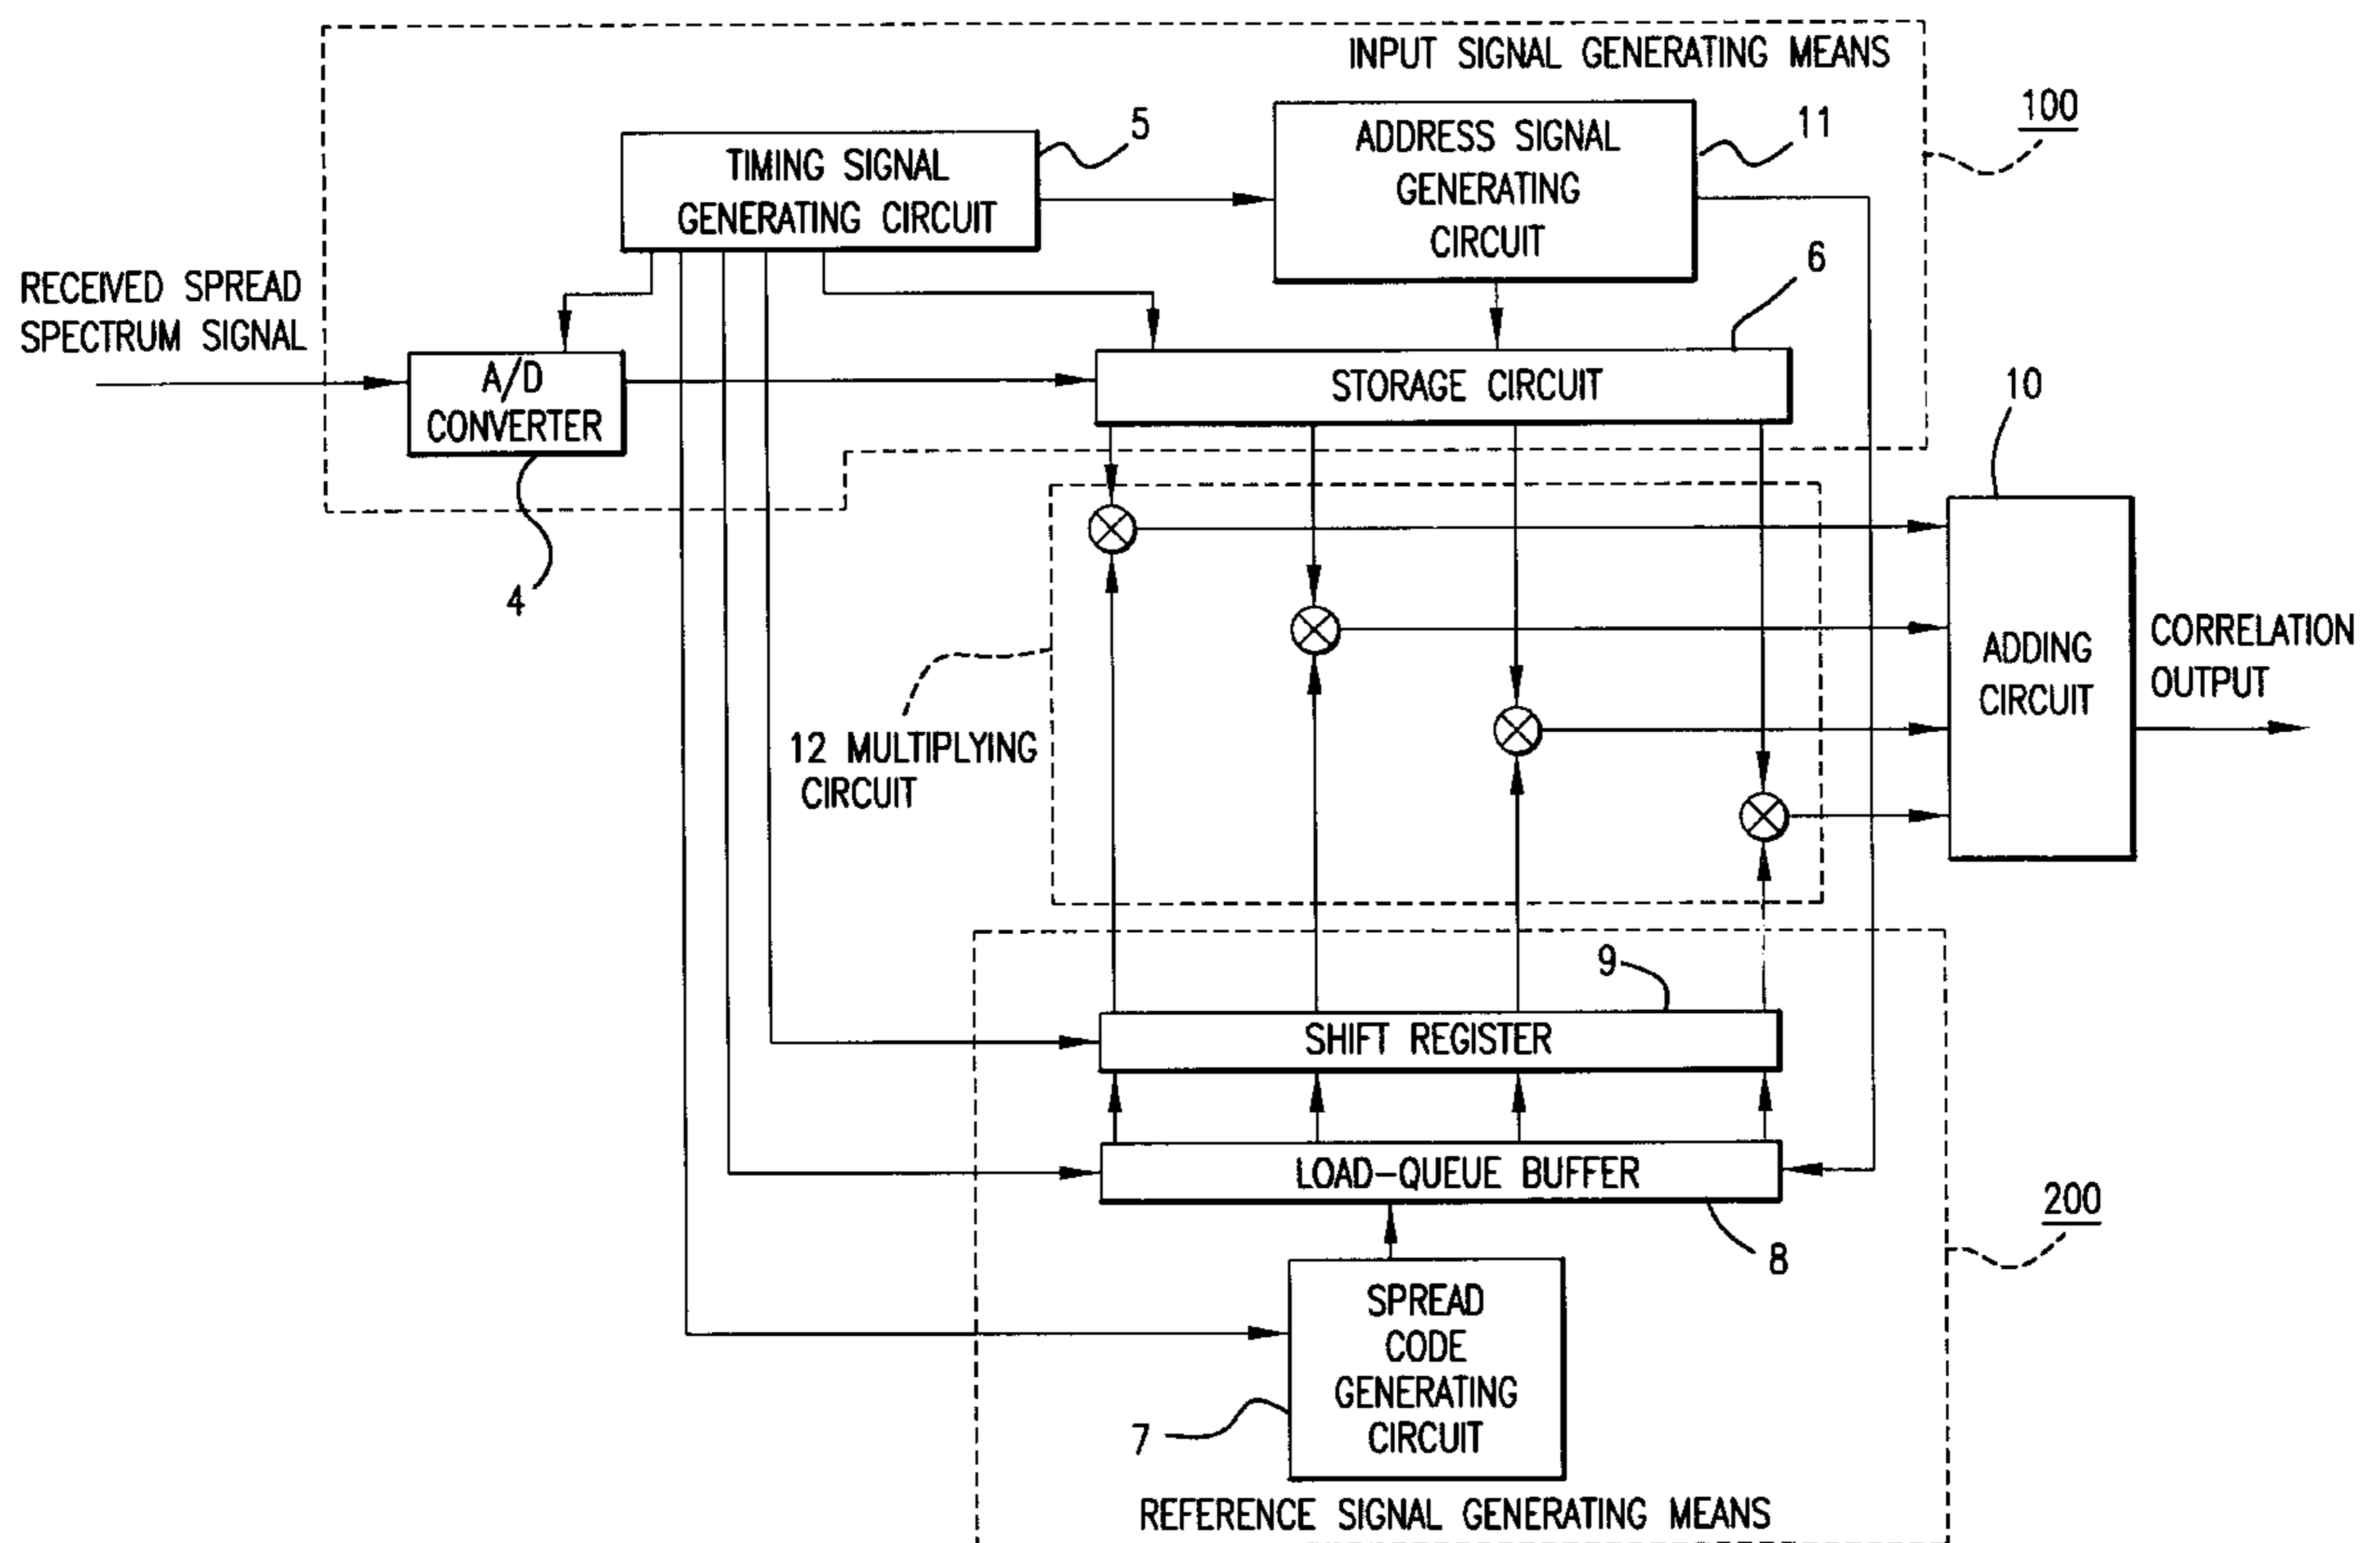 INPUT SIGNAL GENERATING MEANS
100
5
11
TIMING SIGNAL
GENERATING CIRCUIT
ADDRESS SIGNAL
GENERATING
CIRCUIT
6
RECEIVED SPREAD
SPECTRUM SIGNAL
A/D
CONVERTER
STORAGE CIRCUIT
10
4
ADDING
CIRCUIT
CORRELATION
OUTPUT
12 MULTIPLYING
CIRCUIT
9
SHIFT REGISTER
LOAD-QUEUE BUFFER
200
8
SPREAD
CODE
GENERATING
CIRCUIT
7
REFERENCE SIGNAL GENERATING MEANS